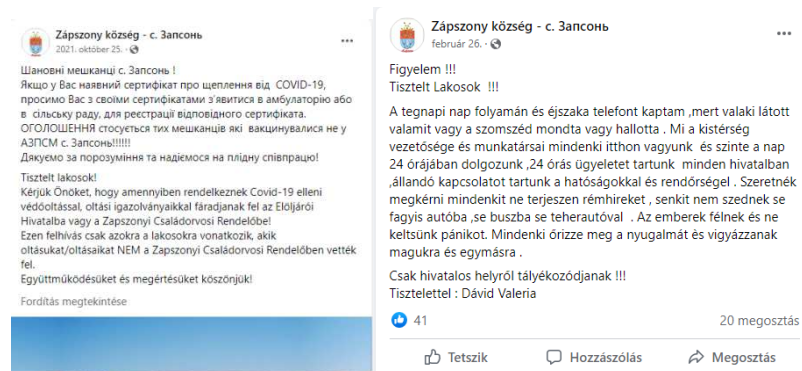 Zápszony község - с. Запсонь
2021. október 25. ·
Шановні мешканці с. Запсонь !
Якщо у Вас наявний сертифікат про щеплення від COVID-19,
просимо Вас з своїми сертифікатами з´явитися в амбулаторію або
в сільську раду, для реєстрації відповідного сертифіката.
ОГОЛОШЕННЯ стосується тих мешканців які вакцинувалися не у
АЗПСМ с. Запсонь!!!!!!
Дякуємо за порозуміння та надіємося на плідну співпрацю!
Tisztelt lakosok!
Kérjük Önöket, hogy amennyiben rendelkeznek Covid-19 elleni
védőoltással, oltási igazolványaikkal fáradjanak fel az Elöljárói
Hivatalba vagy a Zapszonyi Családorvosi Rendelőbe!
Ezen felhívás csak azokra a lakosokra vonatkozik, akik
oltásukat/oltásaikat NEM a Zapszonyi Családorvosi Rendelőben vették
fel.
Együttműködésüket és megértésüket köszönjük!
Fordítás megtekintése
Zápszony község - с. Запсонь
február 26. ·
Figyelem !!!
Tisztelt Lakosok !!!
A tegnapi nap folyamán és éjszaka telefont kaptam ,mert valaki látott
valamit vagy a szomszéd mondta vagy hallotta . Mi a kistérség
vezetősége és munkatársai mindenki itthon vagyunk és szinte a nap
24 órájában dolgozunk ,24 órás ügyeletet tartunk minden hivatalban
,állandó kapcsolatot tartunk a hatóságokkal és rendőrségel . Szeretnék
megkérni mindenkit ne terjeszen rémhireket , senkit nem szednek se
fagyis autóba ,se buszba se teherautóval . Az emberek félnek és ne
keltsünk pánikot. Mindenki őrizze meg a nyugalmát ès vigyázzanak
magukra és egymásra .
Csak hivatalos helyről tályékozódjanak !!!
Tisztelettel : Dávid Valeria
41
20 megosztás
Tetszik
Hozzászólás
Megosztás